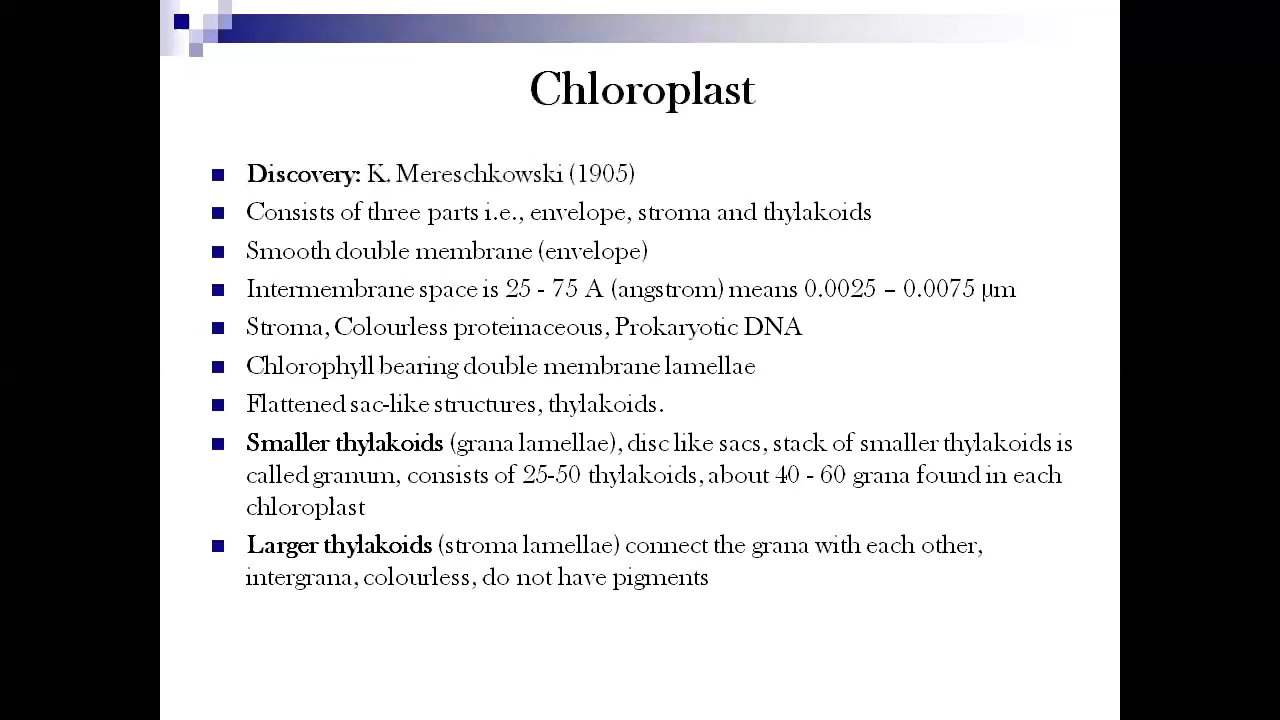 Chloroplast
Discovery: K. Mereschkowski (1905)
Consists of three parts i.e., envelope, stroma and thylakoids
Smooth double membrane (envelope)
Intermembrane space is 25 - 75 A (angstrom) means 0.0025 – 0.0075 µm
Stroma, Colourless proteinaceous, Prokaryotic DNA
Chlorophyll bearing double membrane lamellae
Flattened sac-like structures, thylakoids.
Smaller thylakoids (grana lamellae), disc like sacs, stack of smaller thylakoids is
called granum, consists of 25-50 thylakoids, about 40 - 60 grana found in each
chloroplast
Larger thylakoids (stroma lamellae) connect the grana with each other,
intergrana, colourless, do not have pigments